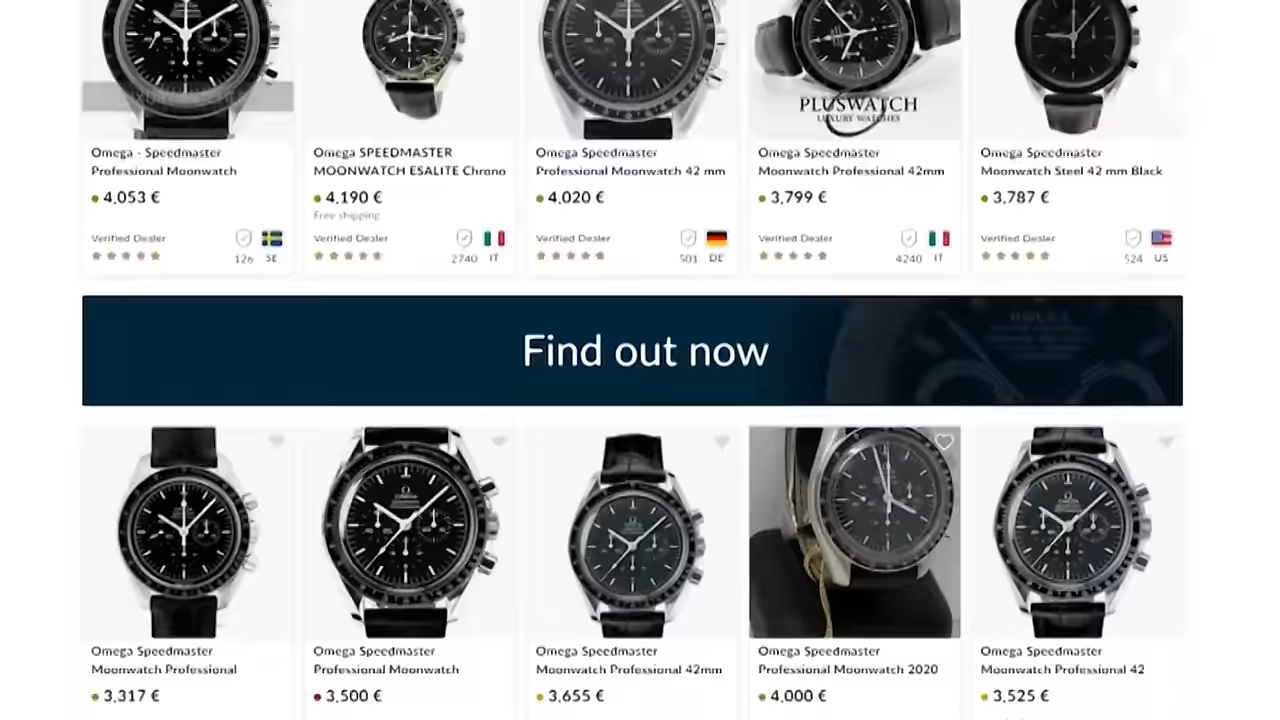 PLUSWATCH
LUXURY WATCHES
Omega - Speedmaster
Professional Moonwatch
4,053 €
Verified Dealer
126 SE
Omega SPEEDMASTER
MOONWATCH ESALITE Chrono
4,190 €
Free shipping
Verified Dealer
2740 IT
Omega Speedmaster
Professional Moonwatch 42 mm
4,020 €
Verified Dealer
501 DE
Omega Speedmaster
Moonwatch Professional 42mm
3,799 €
Verified Dealer
4240 IT
Omega Speedmaster
Moonwatch Steel 42 mm Black
3,787 €
Verified Dealer
524 US
Find out now
Omega Speedmaster
Moonwatch Professional
3,317 €
Omega Speedmaster
Professional Moonwatch
3,500 €
Omega Speedmaster
Moonwatch Professional 42mm
3,655 €
Omega Speedmaster
Professional Moonwatch 2020
4,000 €
Omega Speedmaster
Moonwatch Professional 42
3,525 €